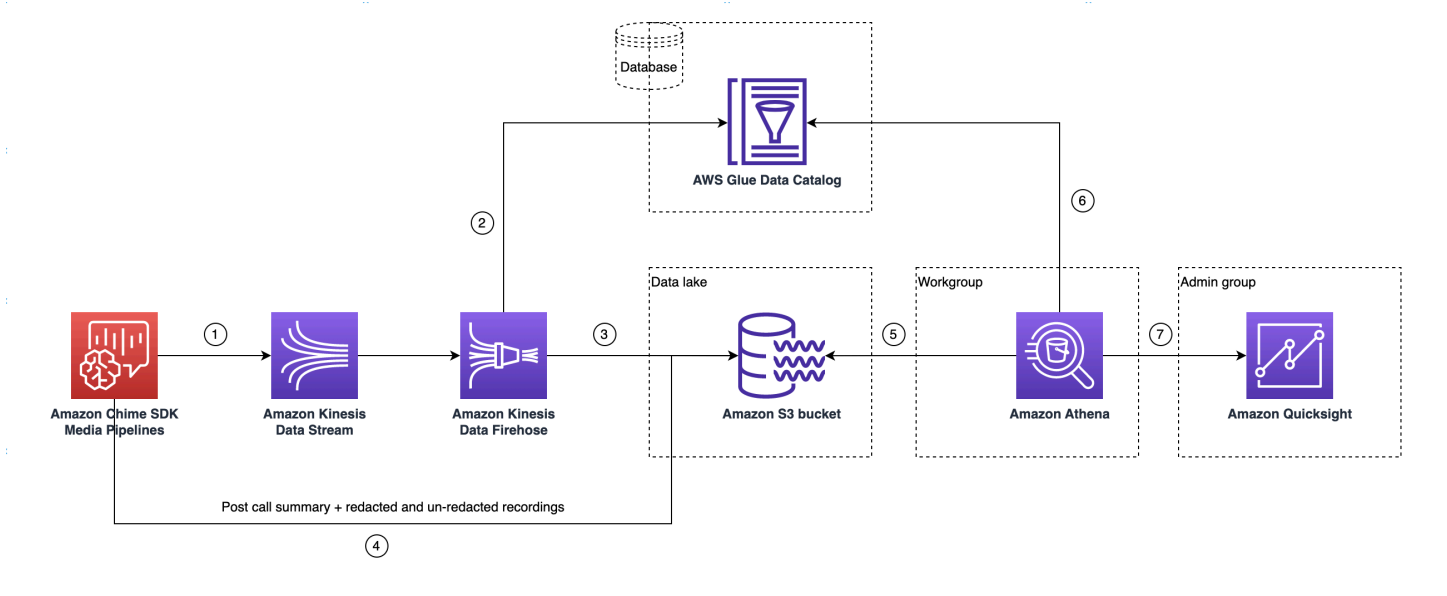 Database
AWS Glue Data Catalog
2
6
Data lake
Workgroup
Admin group
1
3
5
7
Amazon Chime SDK
Media Pipelines
Amazon Kinesis
Data Stream
Amazon Kinesis
Data Firehose
Amazon S3 bucket
Amazon Athena
Amazon Quicksight
Post call summary + redacted and un-redacted recordings
4